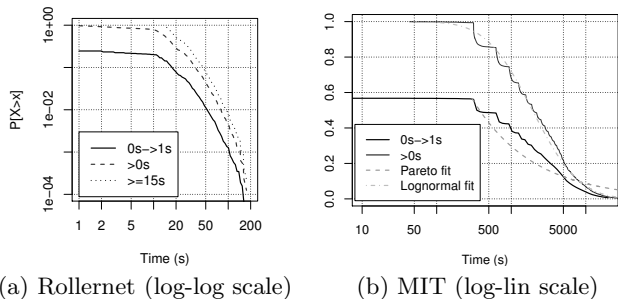 P[X>x]
1e+00
1e−02
1e−04
0s−>1s
>0s
>=15s
1 2 5 20 50 200
Time (s)
(a) Rollernet (log-log scale)
1.0
0.8
0.6
0.4
0.2
0.0
0s−>1s
>0s
Pareto fit
Lognormal fit
10 50 500 5000
Time (s)
(b) MIT (log-lin scale)